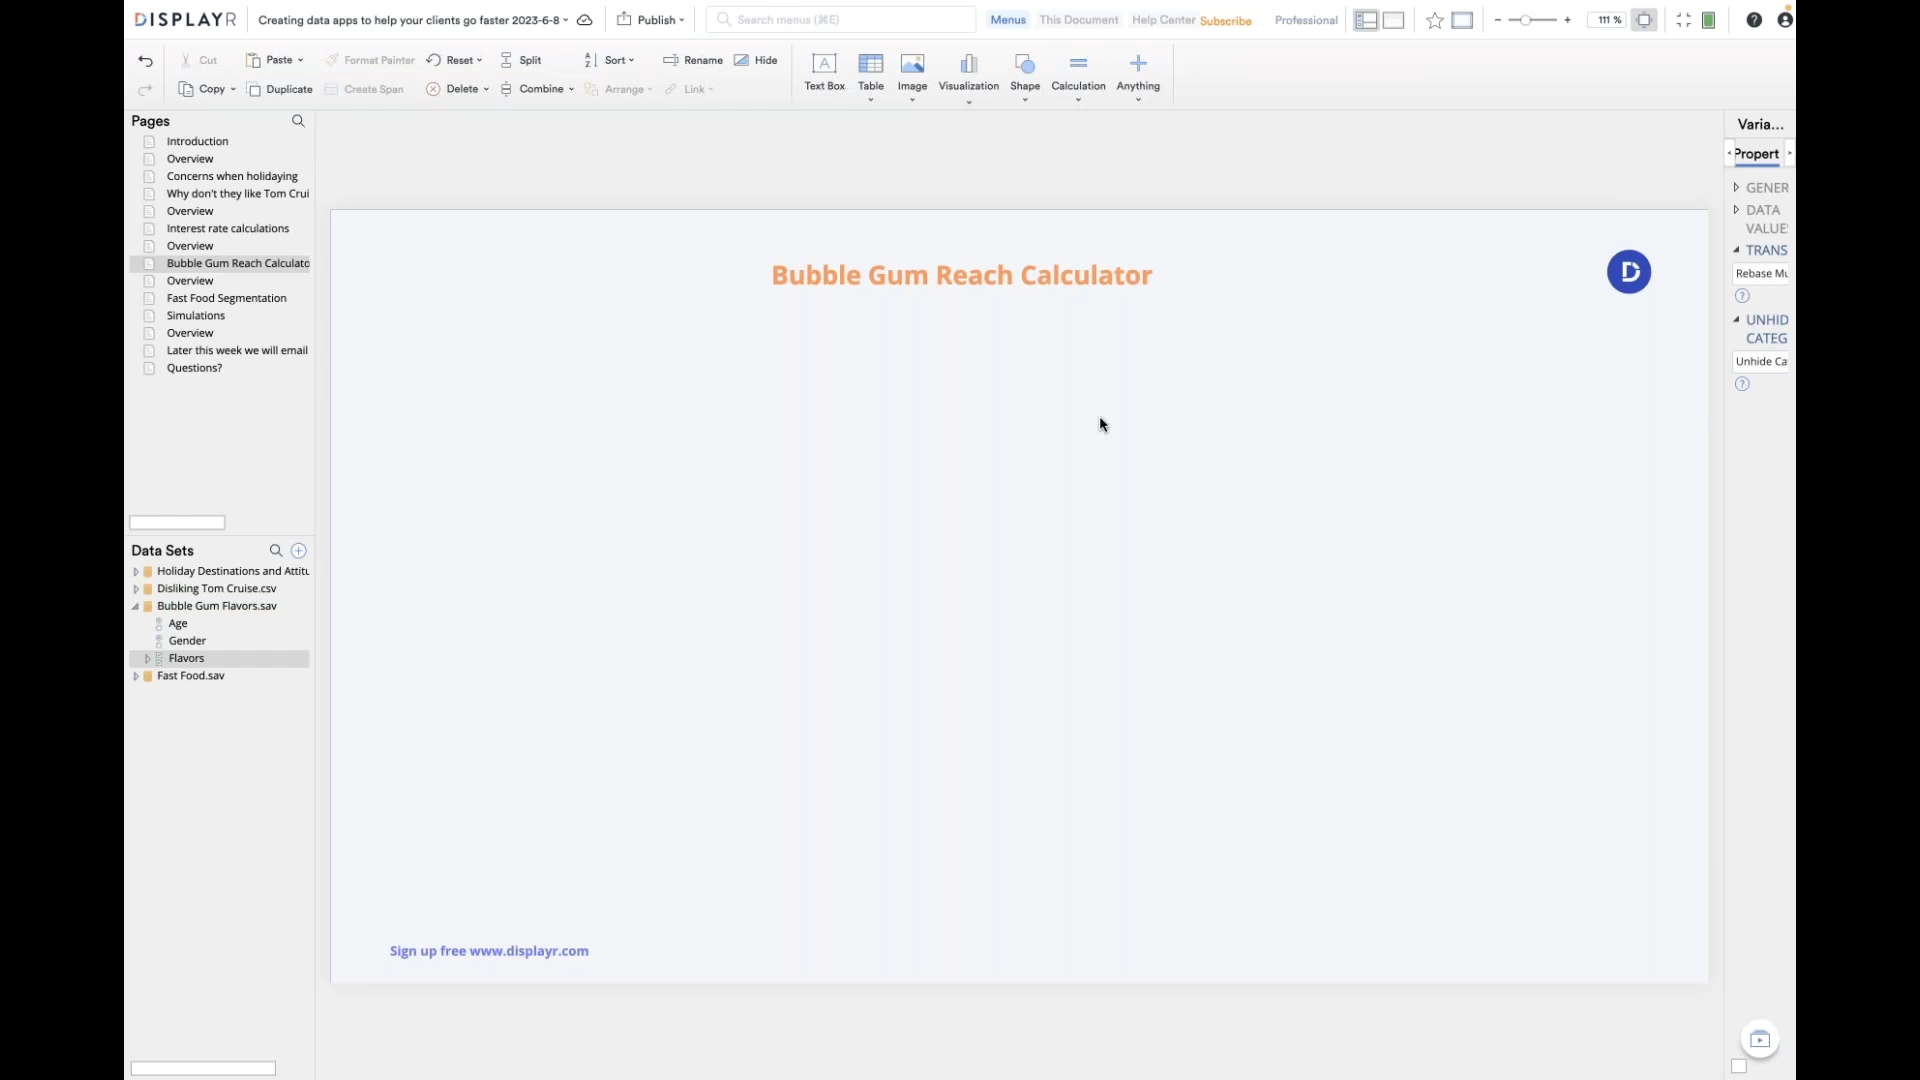 DISPLAYR Creating data apps to help your clients go faster 2023-6-8 Publish Search menus (⌘E) Menus This Document Help Center Subscribe Professional 111 %
Cut Paste Format Painter Reset Split Sort Rename Hide
Copy Duplicate Create Span Delete Combine Arrange Link
Text Box Table Image Visualization Shape Calculation Anything
Pages
Introduction
Overview
Concerns when holidaying
Why don't they like Tom Crui
Overview
Interest rate calculations
Overview
Bubble Gum Reach Calculato
Overview
Fast Food Segmentation
Simulations
Overview
Later this week we will email
Questions?
Data Sets
Holiday Destinations and Attitu
Disliking Tom Cruise.csv
Bubble Gum Flavors.sav
Age
Gender
Flavors
Fast Food.sav
Bubble Gum Reach Calculator
D
Sign up free www.displayr.com
Varia...
Propert
GENER
DATA
VALUE
TRANS
Rebase Mu
UNHID
CATEG
Unhide Ca